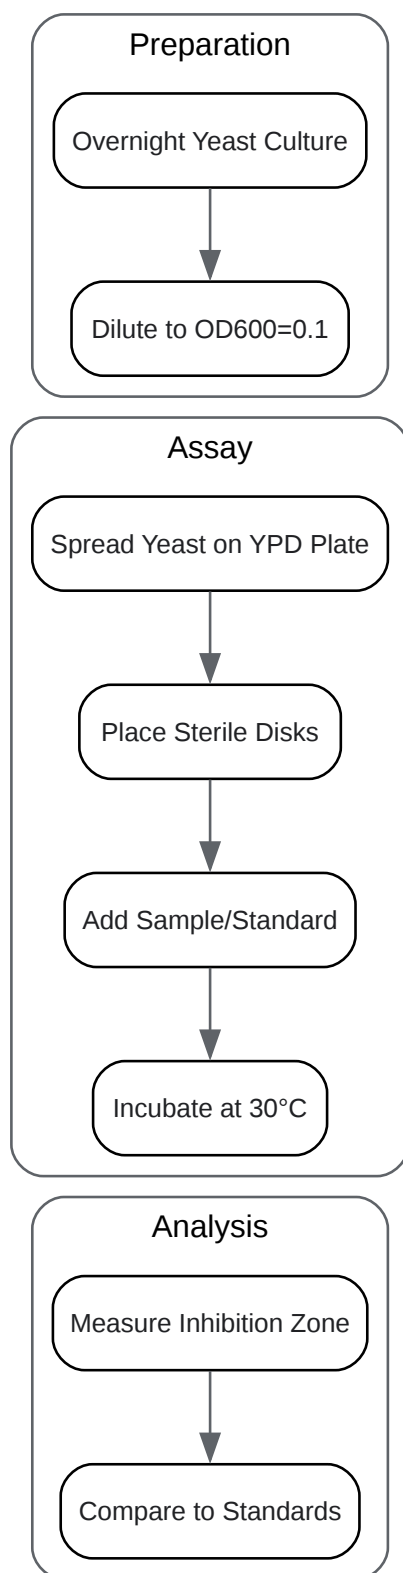 Preparation
Overnight Yeast Culture
Dilute to OD600=0.1
Assay
Spread Yeast on YPD Plate
Place Sterile Disks
Add Sample/Standard
Incubate at 30°C
Analysis
Measure Inhibition Zone
Compare to Standards